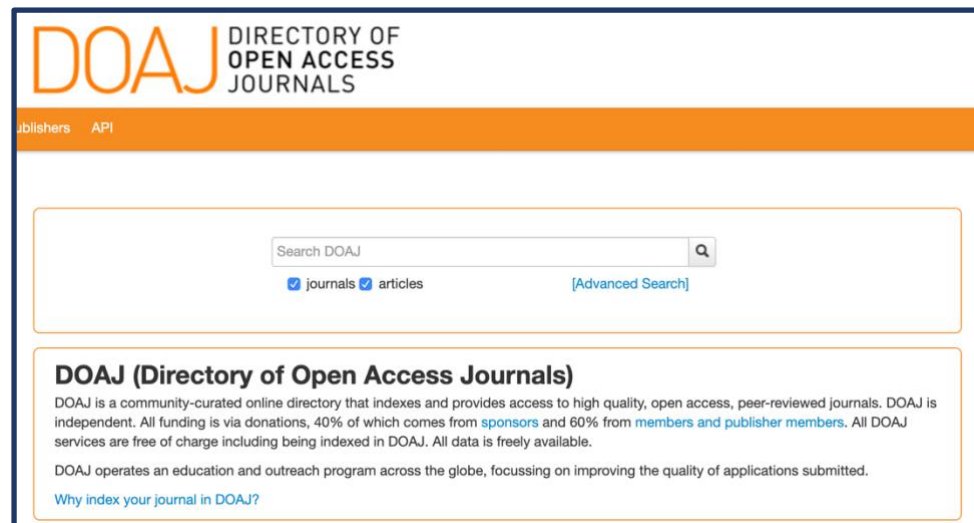 DOAJ DIRECTORY OF
OPEN ACCESS
JOURNALS
ublishers API
Search DOAJ
journals articles [Advanced Search]
DOAJ (Directory of Open Access Journals)
DOAJ is a community-curated online directory that indexes and provides access to high quality, open access, peer-reviewed journals. DOAJ is
independent. All funding is via donations, 40% of which comes from sponsors and 60% from members and publisher members. All DOAJ
services are free of charge including being indexed in DOAJ. All data is freely available.
DOAJ operates an education and outreach program across the globe, focussing on improving the quality of applications submitted.
Why index your journal in DOAJ?